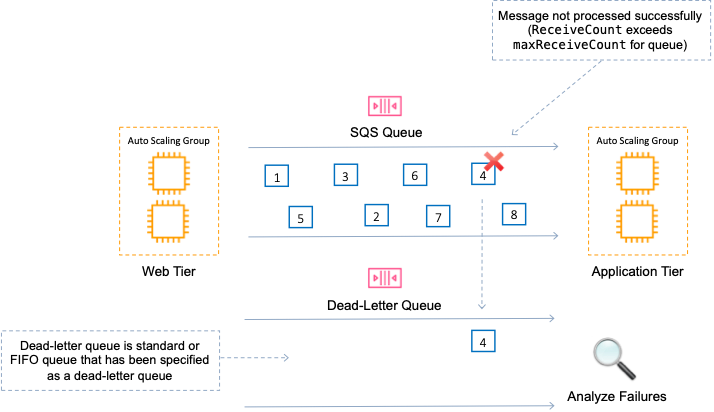 Message not processed successfully
(ReceiveCount exceeds
maxReceiveCount for queue)
SQS Queue
Auto Scaling Group
Auto Scaling Group
1
3
6
4
5
2
7
8
Web Tier
Application Tier
Dead-Letter Queue
4
Dead-letter queue is standard or
FIFO queue that has been specified
as a dead-letter queue
Analyze Failures